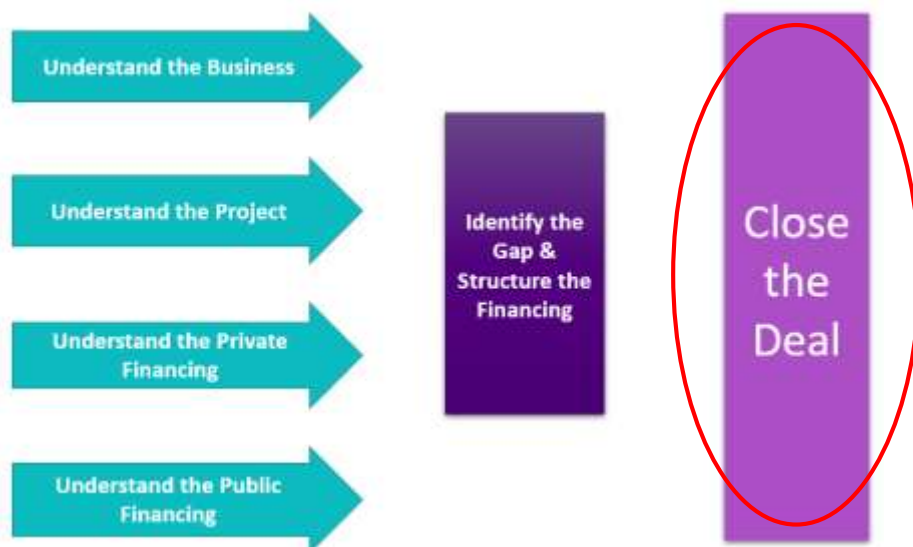 Understand the Business
Understand the Project
Understand the Private
Financing
Understand the Public
Financing
Identify the
Gap &
Structure the
Financing
Close
the
Deal